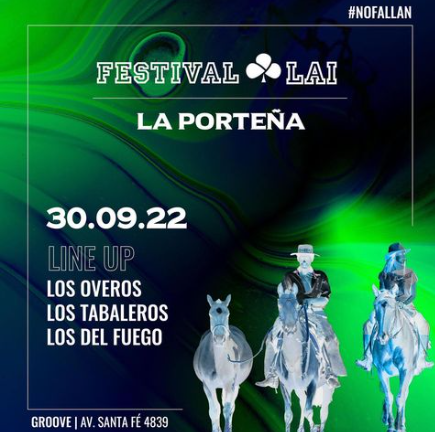 #NOFALLAN
FESTIVAL LAI
LA PORTEÑA
30.09.22
LINE UP
LOS OVEROS
LOS TABALEROS
LOS DEL FUEGO
GROOVE | AV. SANTA FÉ 4839